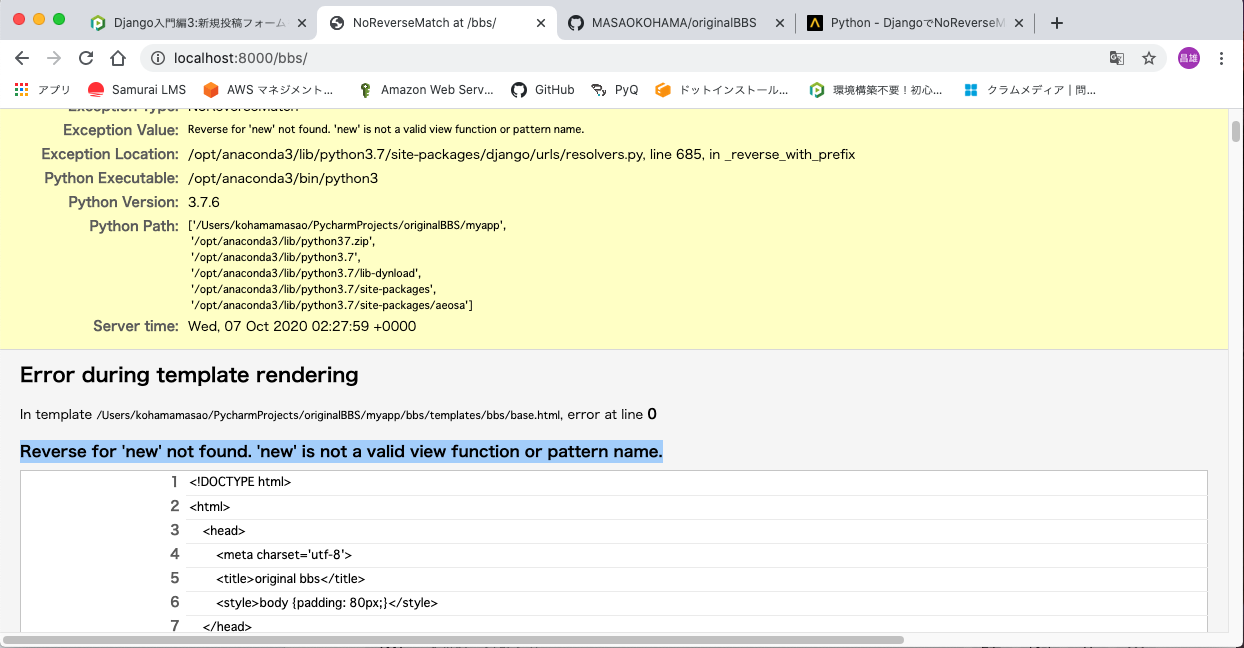 Django入門編3:新規投稿フォーム
NoReverseMatch at /bbs/
MASAOKOHAMA/originalBBS
Python - DjangoでNoReverseM
localhost:8000/bbs/
昌雄
アプリ
Samurai LMS
AWS マネジメント...
Amazon Web Serv...
GitHub
PyQ
ドットインストール...
環境構築不要！初心...
クラムメディア | 問...
Exception Type: NoReverseMatch
Exception Value: Reverse for 'new' not found. 'new' is not a valid view function or pattern name.
Exception Location: /opt/anaconda3/lib/python3.7/site-packages/django/urls/resolvers.py, line 685, in _reverse_with_prefix
Python Executable: /opt/anaconda3/bin/python3
Python Version: 3.7.6
Python Path: ['/Users/kohamamasao/PycharmProjects/originalBBS/myapp',
'/opt/anaconda3/lib/python37.zip',
'/opt/anaconda3/lib/python3.7',
'/opt/anaconda3/lib/python3.7/lib-dynload',
'/opt/anaconda3/lib/python3.7/site-packages',
'/opt/anaconda3/lib/python3.7/site-packages/aeosa']
Server time: Wed, 07 Oct 2020 02:27:59 +0000
Error during template rendering
In template /Users/kohamamasao/PycharmProjects/originalBBS/myapp/bbs/templates/bbs/base.html, error at line 0
Reverse for 'new' not found. 'new' is not a valid view function or pattern name.
1 <!DOCTYPE html>
2 <html>
3 <head>
4 <meta charset='utf-8'>
5 <title>original bbs</title>
6 <style>body {padding: 80px;}</style>
7 </head>